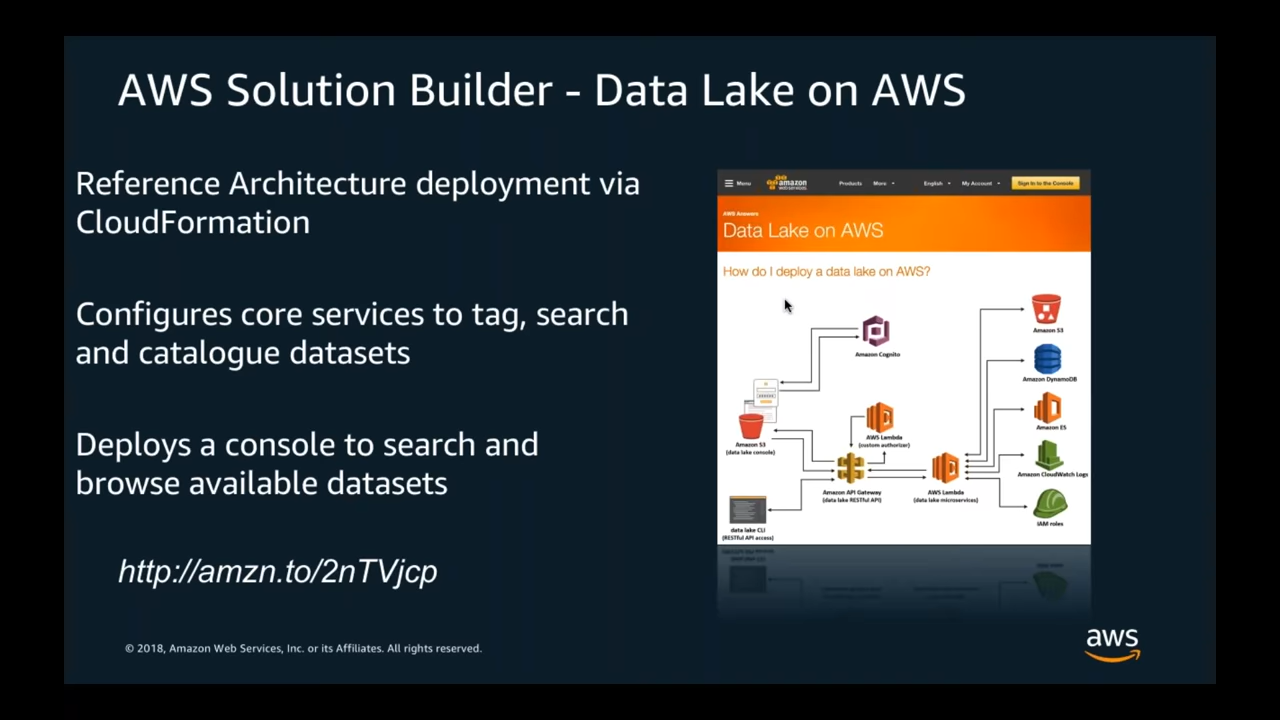 AWS Solution Builder - Data Lake on AWS
Reference Architecture deployment via
CloudFormation
Configures core services to tag, search
and catalogue datasets
Deploys a console to search and
browse available datasets
http://amzn.to/2nTVjcp
Menu
amazon
web services
Products
More
English
My Account
Sign In to the Console
AWS Answers
Data Lake on AWS
How do I deploy a data lake on AWS?
Amazon Cognito
Amazon S3
(data lake console)
AWS Lambda
(custom authorizer)
Amazon API Gateway
(data lake RESTful API)
AWS Lambda
(data lake microservices)
data lake CLI
(RESTful API access)
Amazon S3
Amazon DynamoDB
Amazon ES
Amazon CloudWatch Logs
IAM roles
© 2018, Amazon Web Services, Inc. or its Affiliates. All rights reserved.
aws